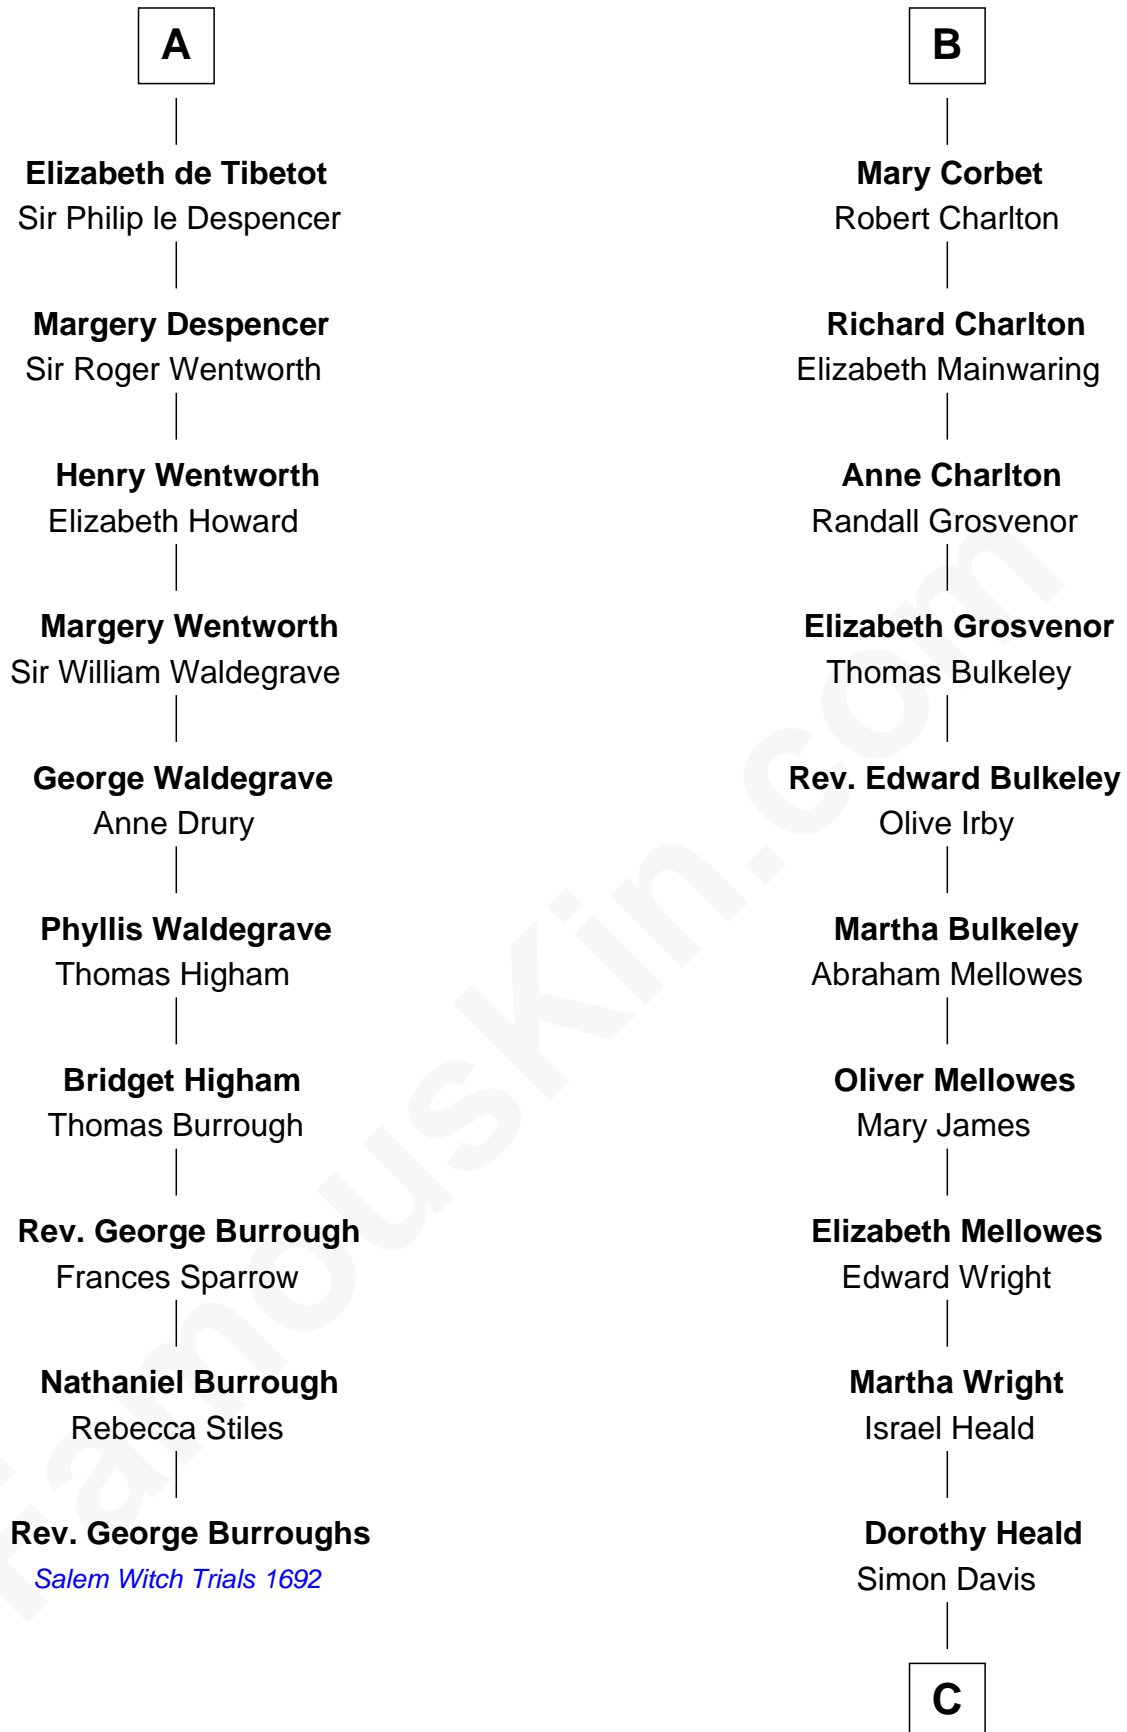 A
Elizabeth de Tibetot
Sir Philip le Despencer
Margery Despencer
Sir Roger Wentworth
Henry Wentworth
Elizabeth Howard
Margery Wentworth
Sir William Waldegrave
George Waldegrave
Anne Drury
Phyllis Waldegrave
Thomas Higham
Bridget Higham
Thomas Burrough
Rev. George Burrough
Frances Sparrow
Nathaniel Burrough
Rebecca Stiles
Rev. George Burroughs
Salem Witch Trials 1692
B
Mary Corbet
Robert Charlton
Richard Charlton
Elizabeth Mainwaring
Anne Charlton
Randall Grosvenor
Elizabeth Grosvenor
Thomas Bulkeley
Rev. Edward Bulkeley
Olive Irby
Martha Bulkeley
Abraham Mellowes
Oliver Mellowes
Mary James
Elizabeth Mellowes
Edward Wright
Martha Wright
Israel Heald
Dorothy Heald
Simon Davis
C
famouskin.com